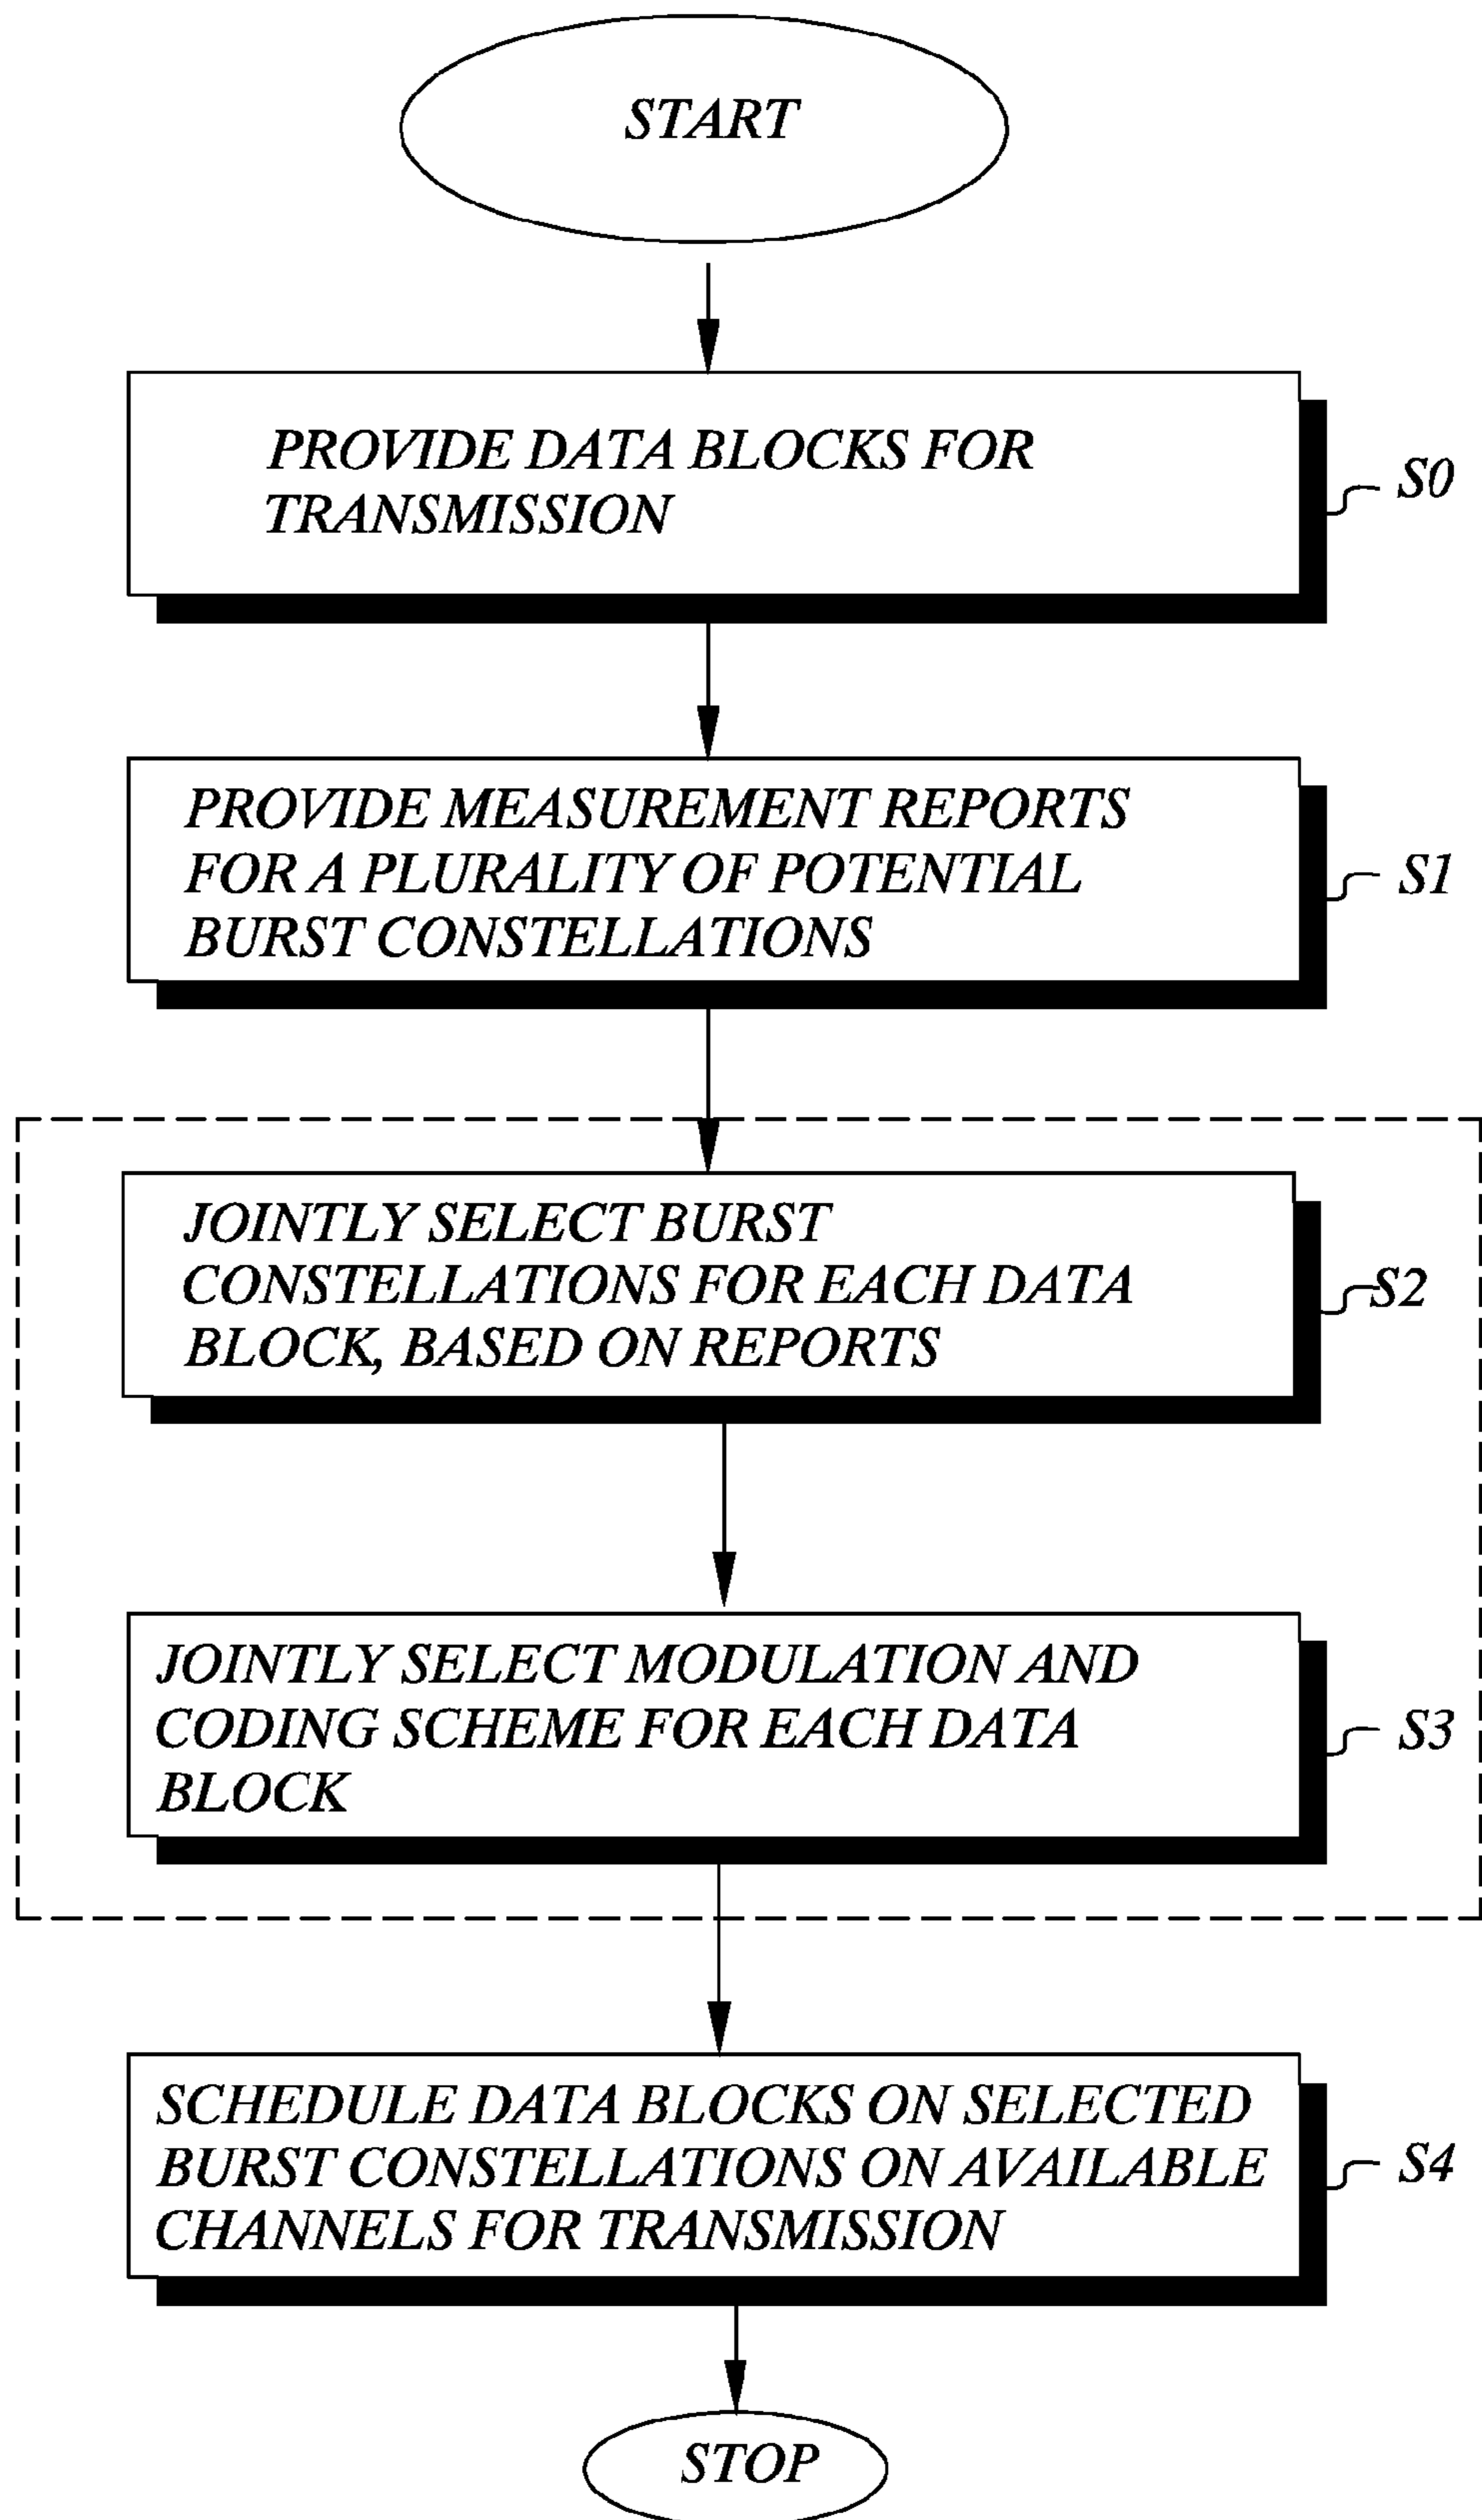 START
PROVIDE DATA BLOCKS FOR
TRANSMISSION
S0
PROVIDE MEASUREMENT REPORTS
FOR A PLURALITY OF POTENTIAL
BURST CONSTELLATIONS
S1
JOINTLY SELECT BURST
CONSTELLATIONS FOR EACH DATA
BLOCK, BASED ON REPORTS
S2
JOINTLY SELECT MODULATION AND
CODING SCHEME FOR EACH DATA
BLOCK
S3
SCHEDULE DATA BLOCKS ON SELECTED
BURST CONSTELLATIONS ON AVAILABLE
CHANNELS FOR TRANSMISSION
S4
STOP